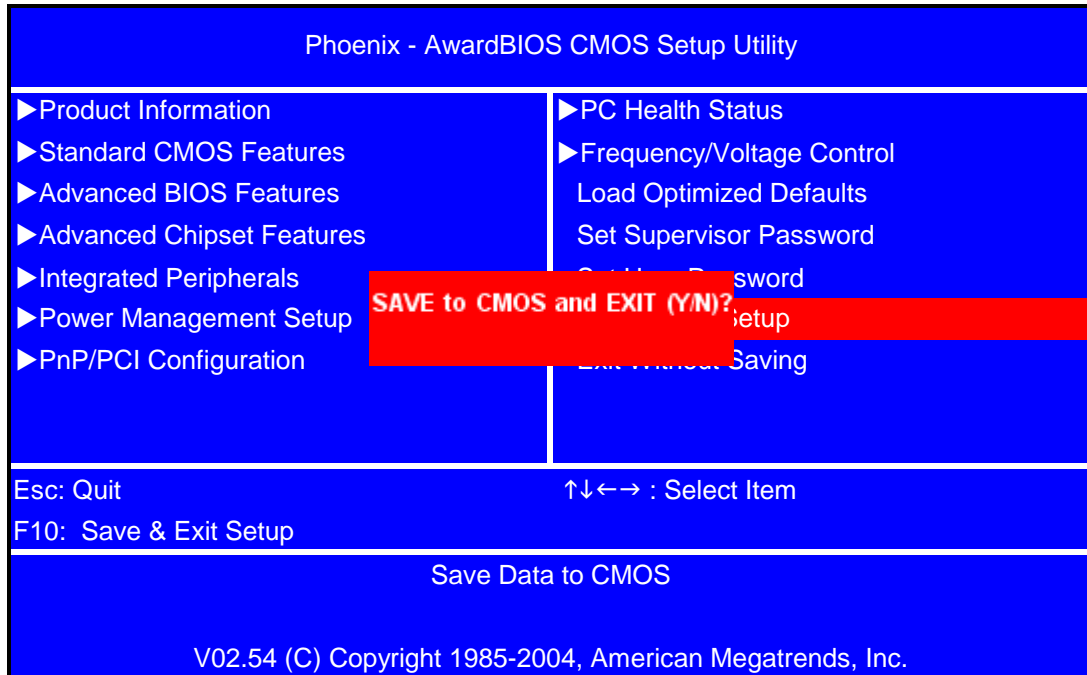 Phoenix - AwardBIOS CMOS Setup Utility
▶Product Information
▶Standard CMOS Features
▶Advanced BIOS Features
▶Advanced Chipset Features
▶Integrated Peripherals
▶Power Management Setup
▶PnP/PCI Configuration
▶PC Health Status
▶Frequency/Voltage Control
Load Optimized Defaults
Set Supervisor Password
sword
Setup
Saving
SAVE to CMOS and EXIT (Y/N)?
Esc: Quit
↑↓←→ : Select Item
F10: Save & Exit Setup
Save Data to CMOS
V02.54 (C) Copyright 1985-2004, American Megatrends, Inc.